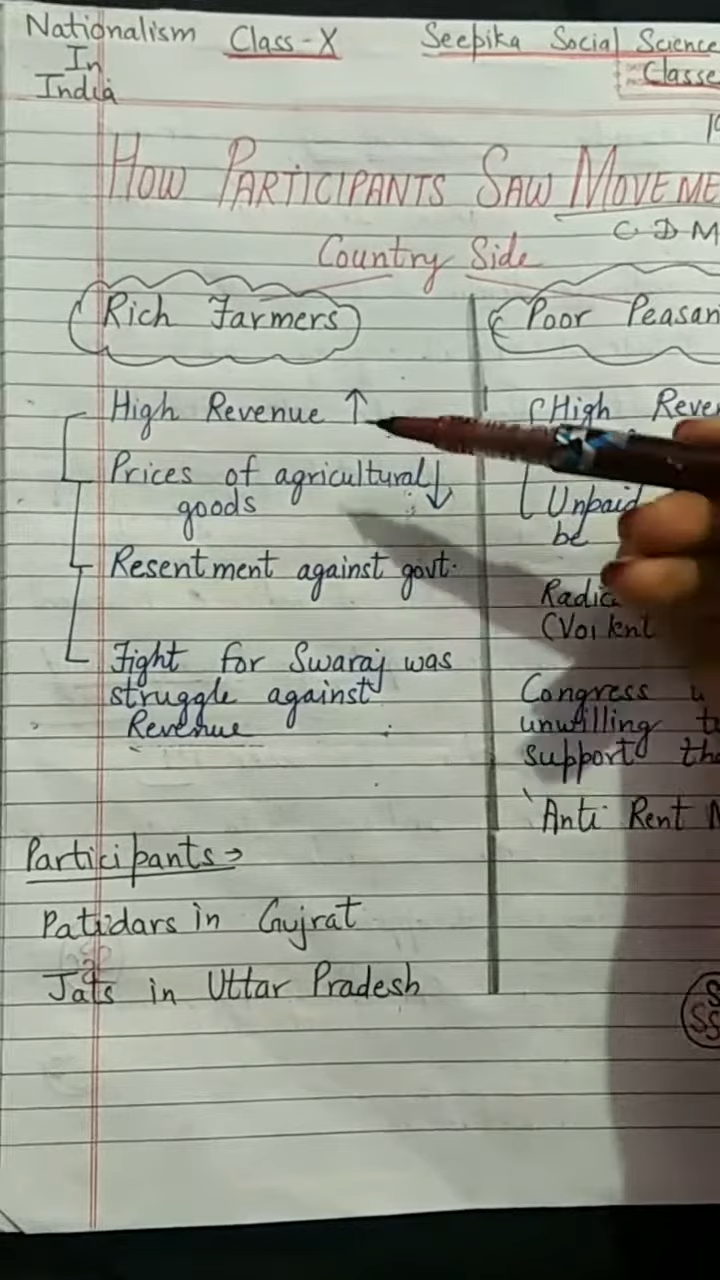 Nationalism Class-X Seepika Social Science
In
India
Classe
HOW PARTICIPANTS SAW MOVEME
C D M
Country Side
Rich Farmers
High Revenue ↑
Prices of agricultural ↓
goods
Resentment against govt.
Fight for Swaraj was
struggle against
Revenue
Participants →
Patidars in Gujrat
Jats in Uttar Pradesh
Poor Peasan
High Reve
Unpaid
be
Radic
Congress
unwilling t
support th
'Anti Rent